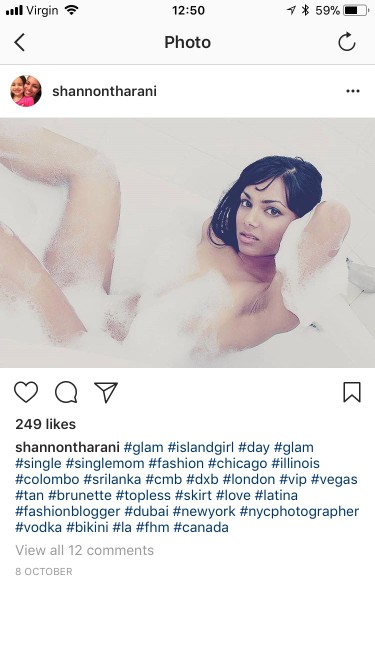 Virgin 12:50 59%
Photo
shannontharani
249 likes
shannontharani #glam #islandgirl #day #glam
#single #singlemom #fashion #chicago #illinois
#colombo #srilanka #cmb #dxb #london #vip #vegas
#tan #brunette #topless #skirt #love #latina
#fashionblogger #dubai #newyork #nycphotographer
#vodka #bikini #la #fhm #canada
View all 12 comments
8 OCTOBER